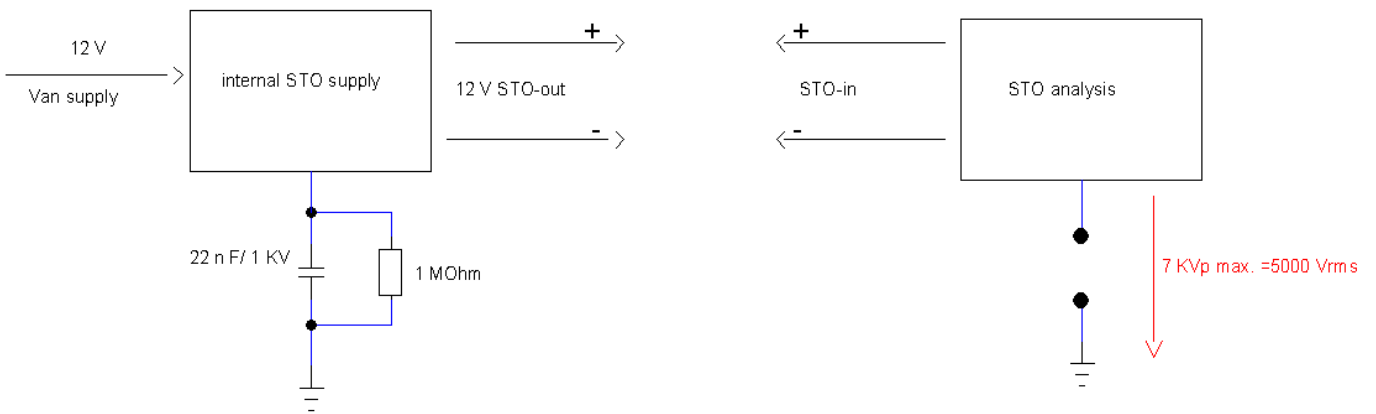 12 V
Van supply
internal STO supply
+
12 V STO-out
-
+
STO-in
-
STO analysis
22 n F/ 1 KV
1 MOhm
7 KVp max. =5000 Vrms